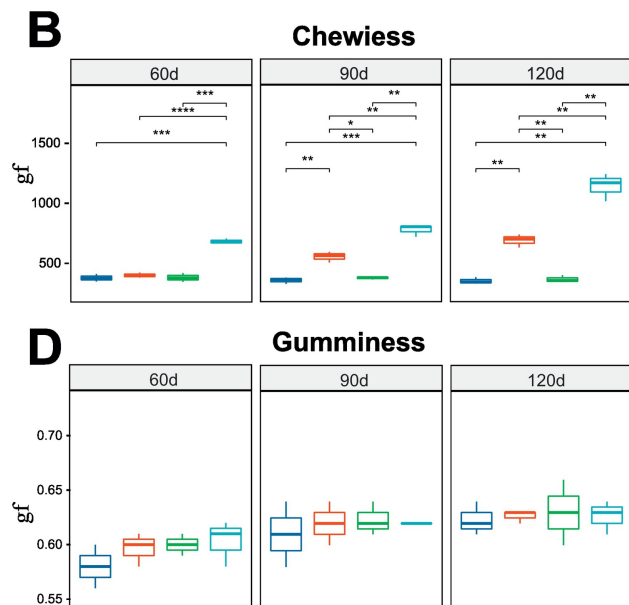 B
Chewiess
60d 90d 120d
*** ** **
**** ** **
* **
*** *** **
** **
1500
1000
500
gf
D
Gumminess
60d 90d 120d
0.70
0.65
0.60
0.55
gf